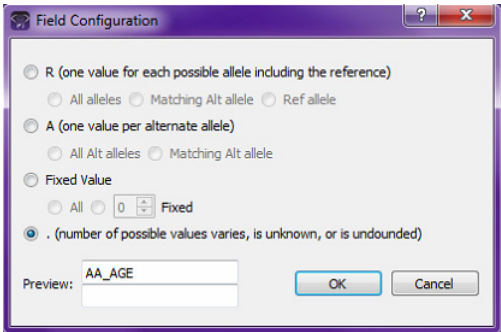 Field Configuration
?
X
R (one value for each possible allele including the reference)
All alleles Matching Alt allele Ref allele
A (one value per alternate allele)
All Alt alleles Matching Alt allele
Fixed Value
All 0 Fixed
. (number of possible values varies, is unknown, or is undounded)
Preview: AA_AGE
OK Cancel